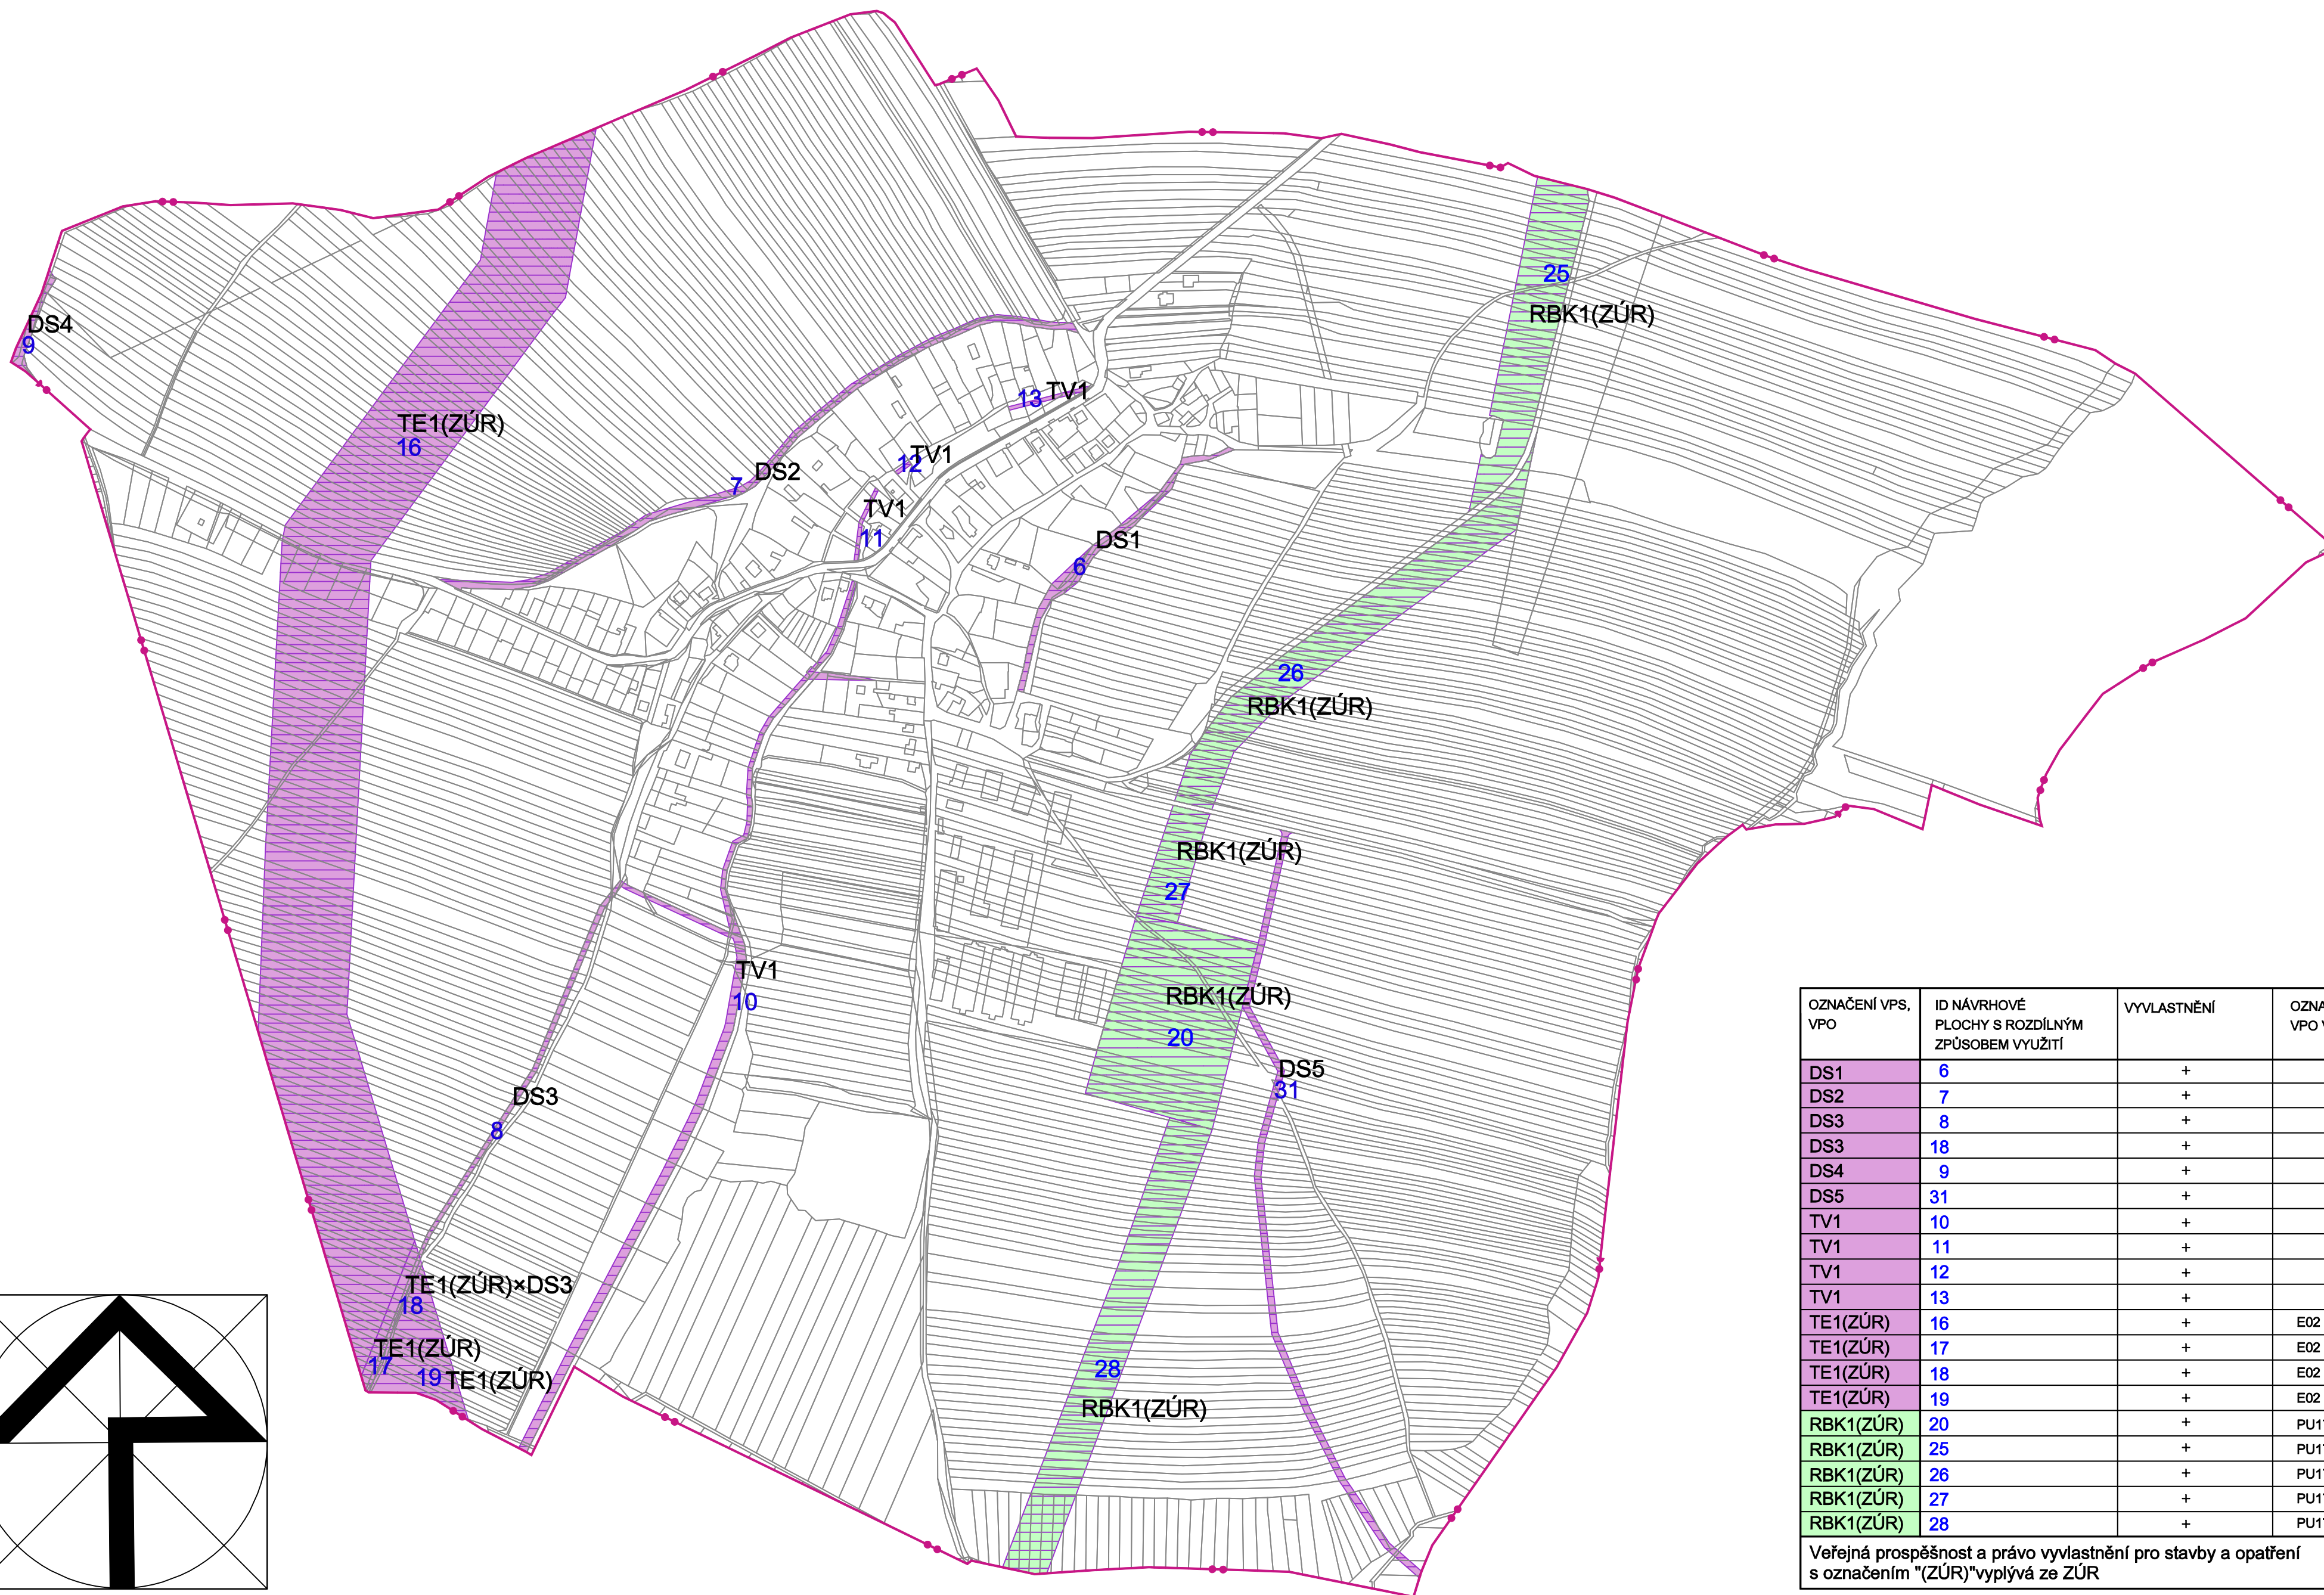 25
RBK1(ZÚR)
DS4
9
TE1(ZÚR)
16
13 TV1
12 TV1
DS2
7
TV1
11
DS1
6
26
RBK1(ZÚR)
RBK1(ZÚR)
27
TV1
10
RBK1(ZÚR)
20
DS5
31
DS3
8
TE1(ZÚR)×DS3
18
TE1(ZÚR)
17
19 TE1(ZÚR)
28
RBK1(ZÚR)
OZNAČENÍ VPS, VPO
ID NÁVRHOVÉ PLOCHY S ROZDÍLNÝM ZPŮSOBEM VYUŽITÍ
VYVLASTNĚNÍ
VPO
DS1 6 +
DS2 7 +
DS3 8 +
DS3 18 +
DS4 9 +
DS5 31 +
TV1 10 +
TV1 11 +
TV1 12 +
TV1 13 +
TE1(ZÚR) 16 + E02
TE1(ZÚR) 17 + E02
TE1(ZÚR) 18 + E02
TE1(ZÚR) 19 + E02
RBK1(ZÚR) 20 +
RBK1(ZÚR) 25 +
RBK1(ZÚR) 26 +
RBK1(ZÚR) 27 +
RBK1(ZÚR) 28 +
Veřejná prospěšnost a právo vyvlastnění pro stavby a opatření
s označením "(ZÚR)"vyplývá ze ZÚR